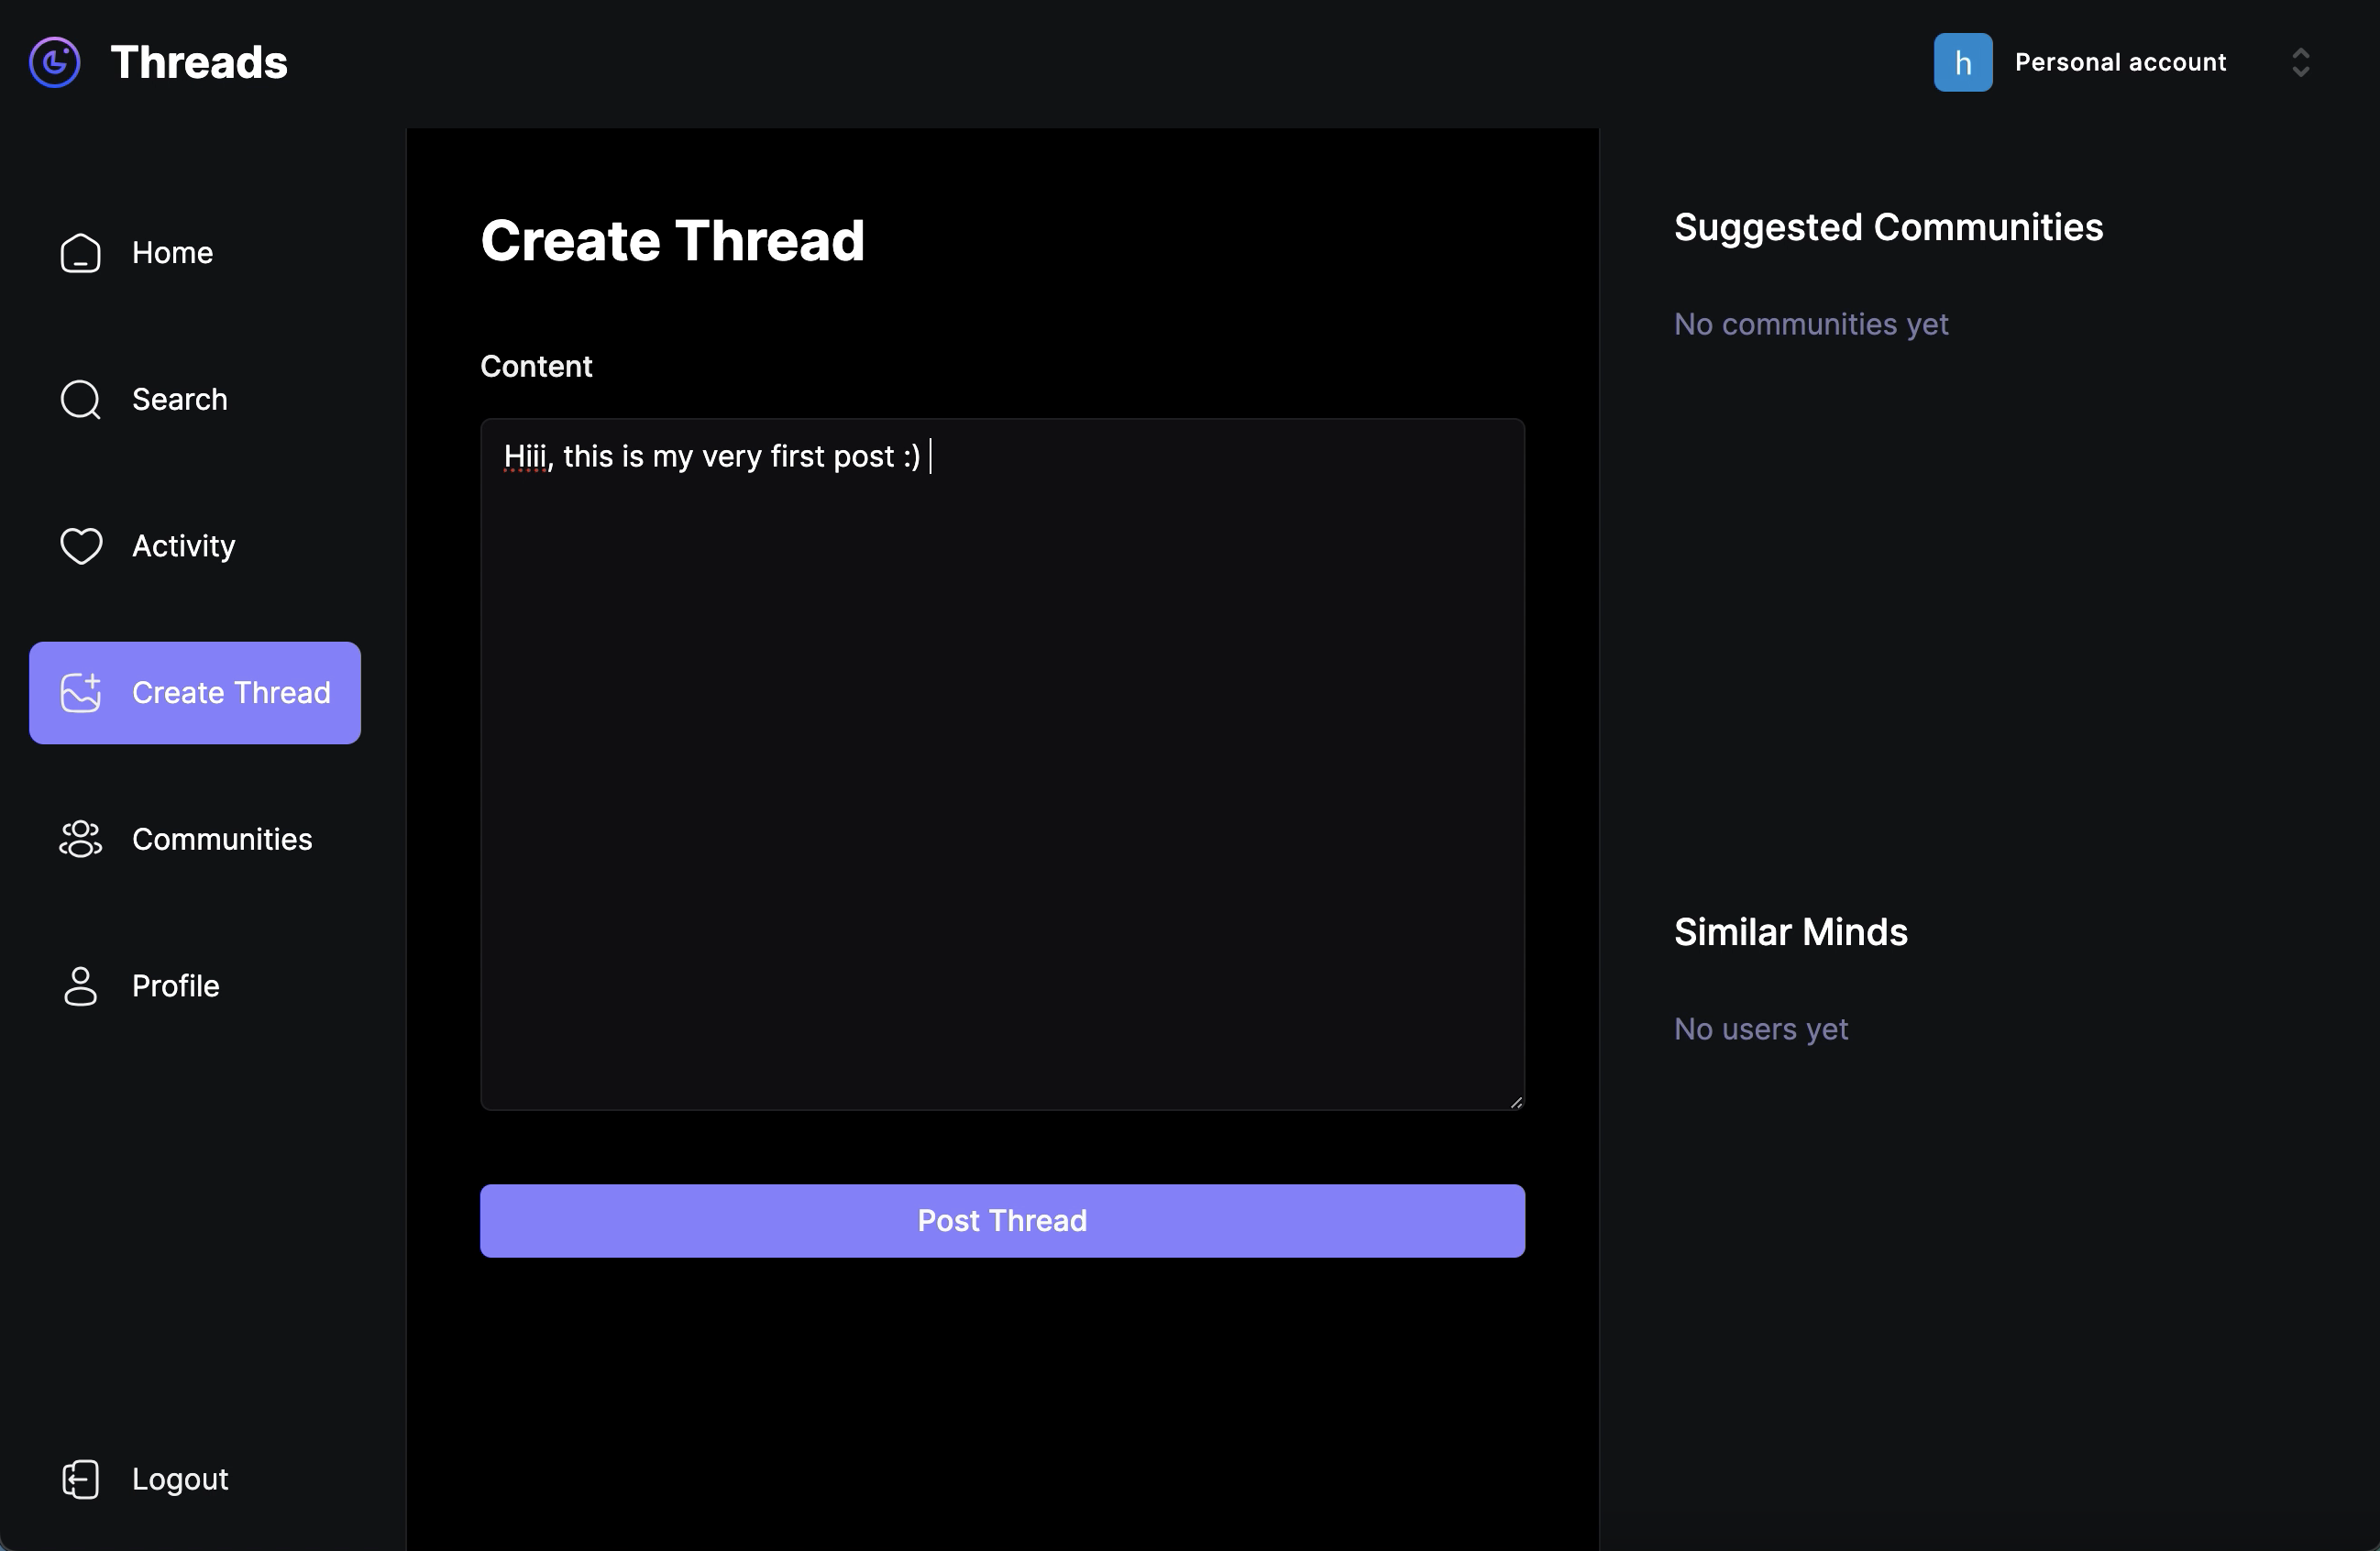 Threads
h
Personal account
Home
Search
Activity
Create Thread
Communities
Profile
Logout
Create Thread
Content
Hiii, this is my very first post :)
Post Thread
Suggested Communities
No communities yet
Similar Minds
No users yet